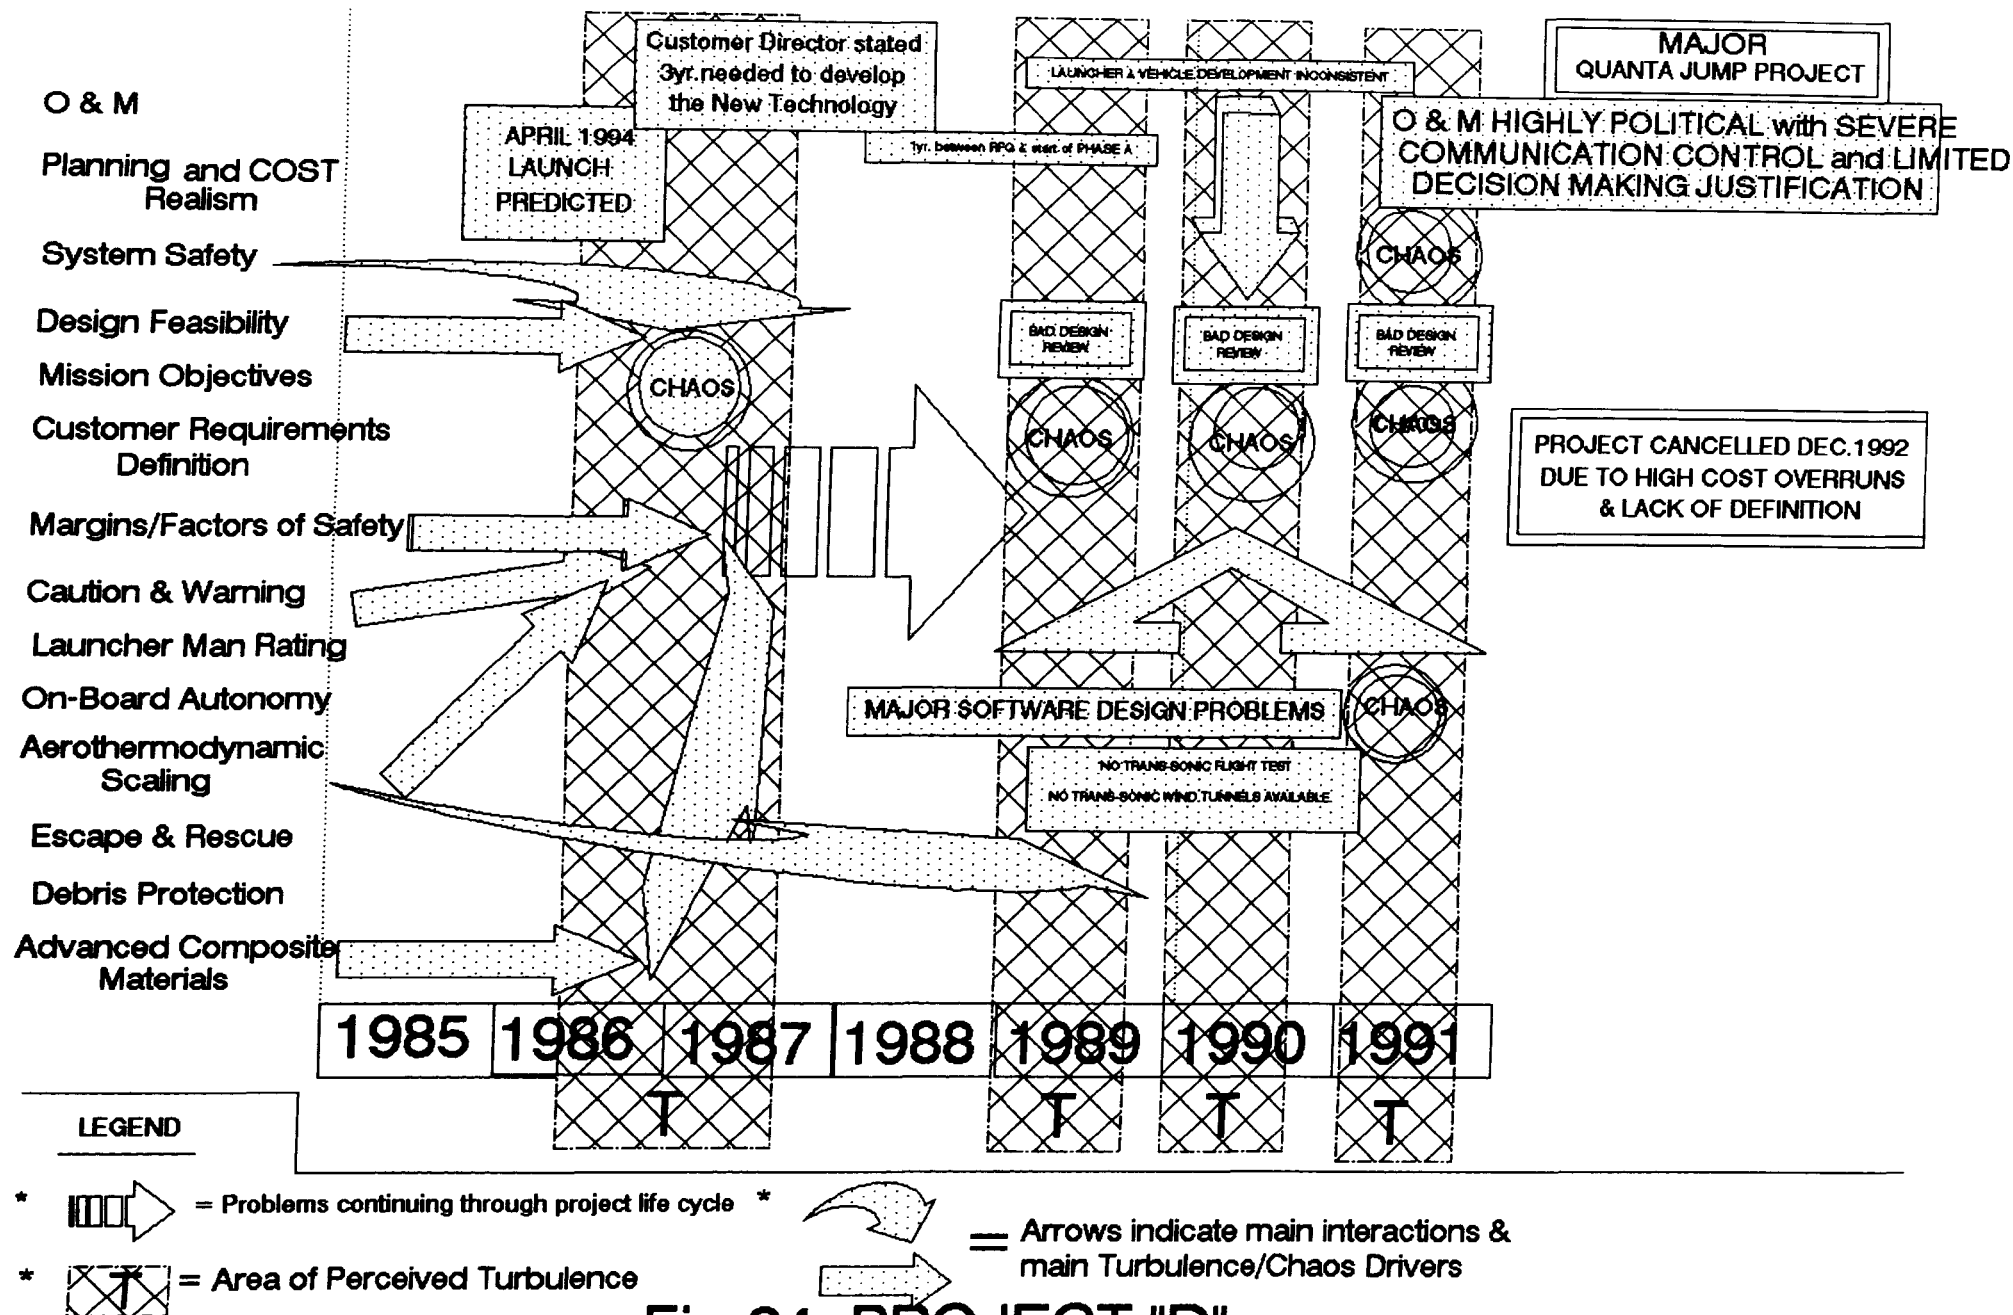 Customer Director stated
3yr. needed to develop
the New Technology
LAUNCHER & VEHICLE DEVELOPMENT INCONSISTENT
MAJOR
QUANTA JUMP PROJECT
O & M
APRIL 1994
LAUNCH
PREDICTED
1yr. between RFQ & start of PHASE A
O & M HIGHLY POLITICAL with SEVERE
COMMUNICATION CONTROL and LIMITED
DECISION MAKING JUSTIFICATION
Planning and COST
Realism
System Safety
CHAOS
Design Feasibility
BAD DESIGN
REVIEW
BAD DESIGN
REVIEW
BAD DESIGN
REVIEW
Mission Objectives
CHAOS
Customer Requirements
Definition
CHAOS
CHAOS
CHAOS
PROJECT CANCELLED DEC.1992
DUE TO HIGH COST OVERRUNS
& LACK OF DEFINITION
Margins/Factors of Safety
Caution & Warning
Launcher Man Rating
On-Board Autonomy
MAJOR SOFTWARE DESIGN PROBLEMS
CHAOS
Aerothermodynamic
Scaling
NO TRANS-SONIC FLIGHT TEST
NO TRANS-SONIC WIND.TUNNELS AVAILABLE
Escape & Rescue
Debris Protection
Advanced Composite
Materials
1985 1986 1987 1988 1989 1990 1991
T T T T
LEGEND
* = Problems continuing through project life cycle *
= Arrows indicate main interactions &
main Turbulence/Chaos Drivers
* T = Area of Perceived Turbulence
PROJECT "D"